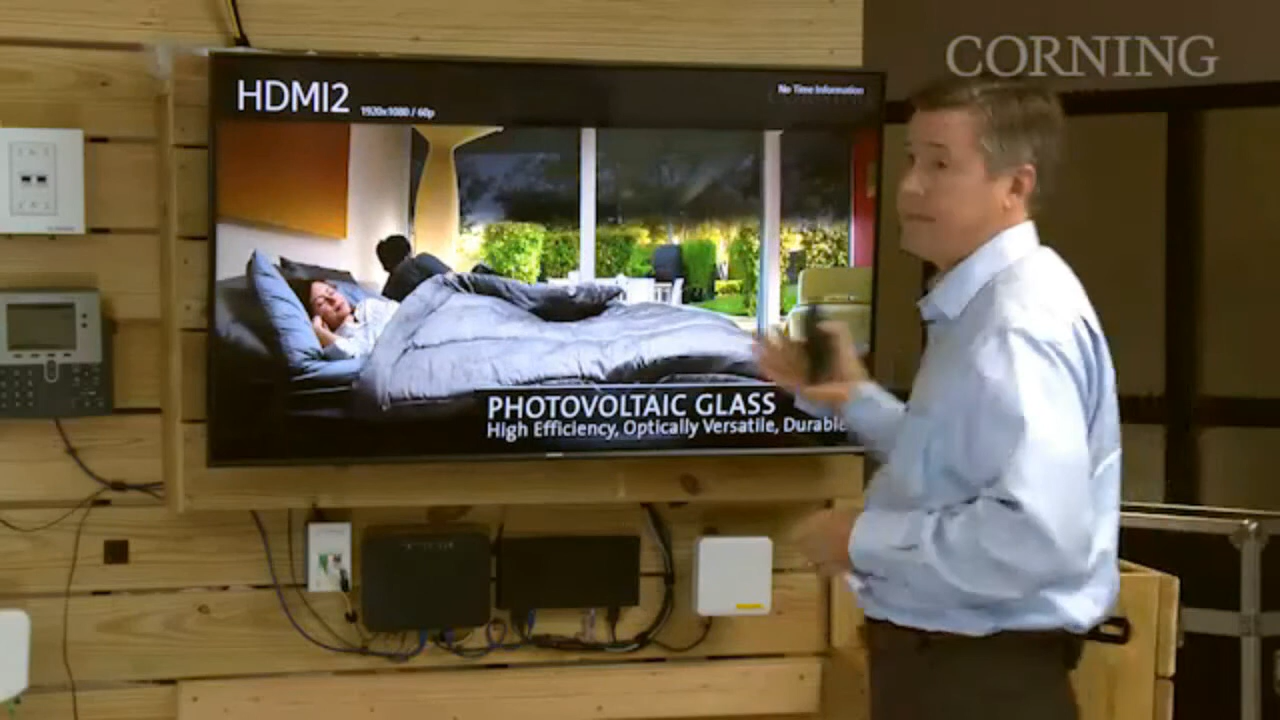 CORNING
HDMI2
1920x1080 / 60p
No Time Information
PHOTOVOLTAIC GLASS
High Efficiency, Optically Versatile, Durable